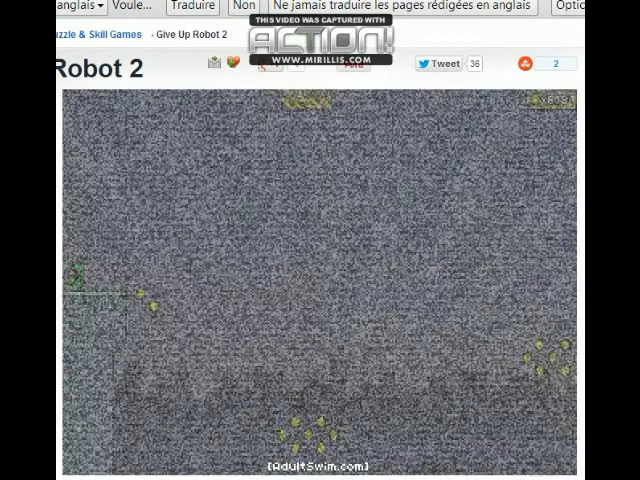 anglais Voule... Traduire Non Ne jamais traduire les pages rédigées en anglais Optio
THIS VIDEO WAS CAPTURED WITH
ACTION!
WWW.MIRILLIS.COM
uzzle & Skill Games › Give Up Robot 2
Robot 2
Tweet 36 2
[AdultSwim.com]